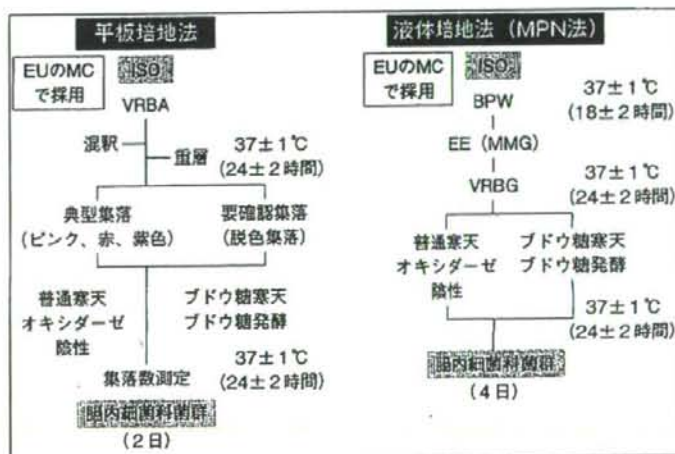 平板培地法
EUのMC
で採用
ISO
VRBA
混釈
重層
37±1℃
(24±2時間)
典型集落
(ピンク、赤、紫色)
要確認集落
(脱色集落)
普通寒天
オキシダーゼ
陰性
ブドウ糖寒天
ブドウ糖発酵
集落数測定
37±1℃
(24±2時間)
腸内細菌科菌群
(2日)
液体培地法（MPN法）
EUのMC
で採用
ISO
BPW
37±1℃
(18±2時間)
EE (MMG)
VRBG
37±1℃
(24±2時間)
普通寒天
オキシダーゼ
陰性
ブドウ糖寒天
ブドウ糖発酵
37±1℃
(24±2時間)
腸内細菌科菌群
(4日)